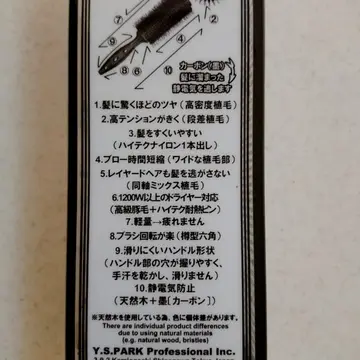 ⑦
①
②
⑨
⑧
⑥
④
⑩
カーボン(墨)
髪に溜まった
静電気を逃します
1.髪に驚くほどのツヤ(高密度植毛)
2.高テンションがきく(段差植毛)
3.髪をすくいやすい
(ハイテクナイロン1本出し)
4.ブロー時間短縮(ワイドな植毛部)
5.レイヤードヘアも髪を逃がさない
(同軸ミックス植毛)
6.1200W以上のドライヤー対応
(高級豚毛+ハイテク耐熱ピン)
7.軽量→疲れません
8.ブラシ回転が楽(樽型六角)
9.滑りにくいハンドル形状
(ハンドル部の穴が握りやすく、
手汗を乾かし、滑りません)
10.静電気防止
(天然木+墨[カーボン])
※天然木を使用している為、色に個体差があります。
There are individual product differences
due to using natural materials
(e.g. natural wood, bristles)
Y.S.PARK Professional Inc.